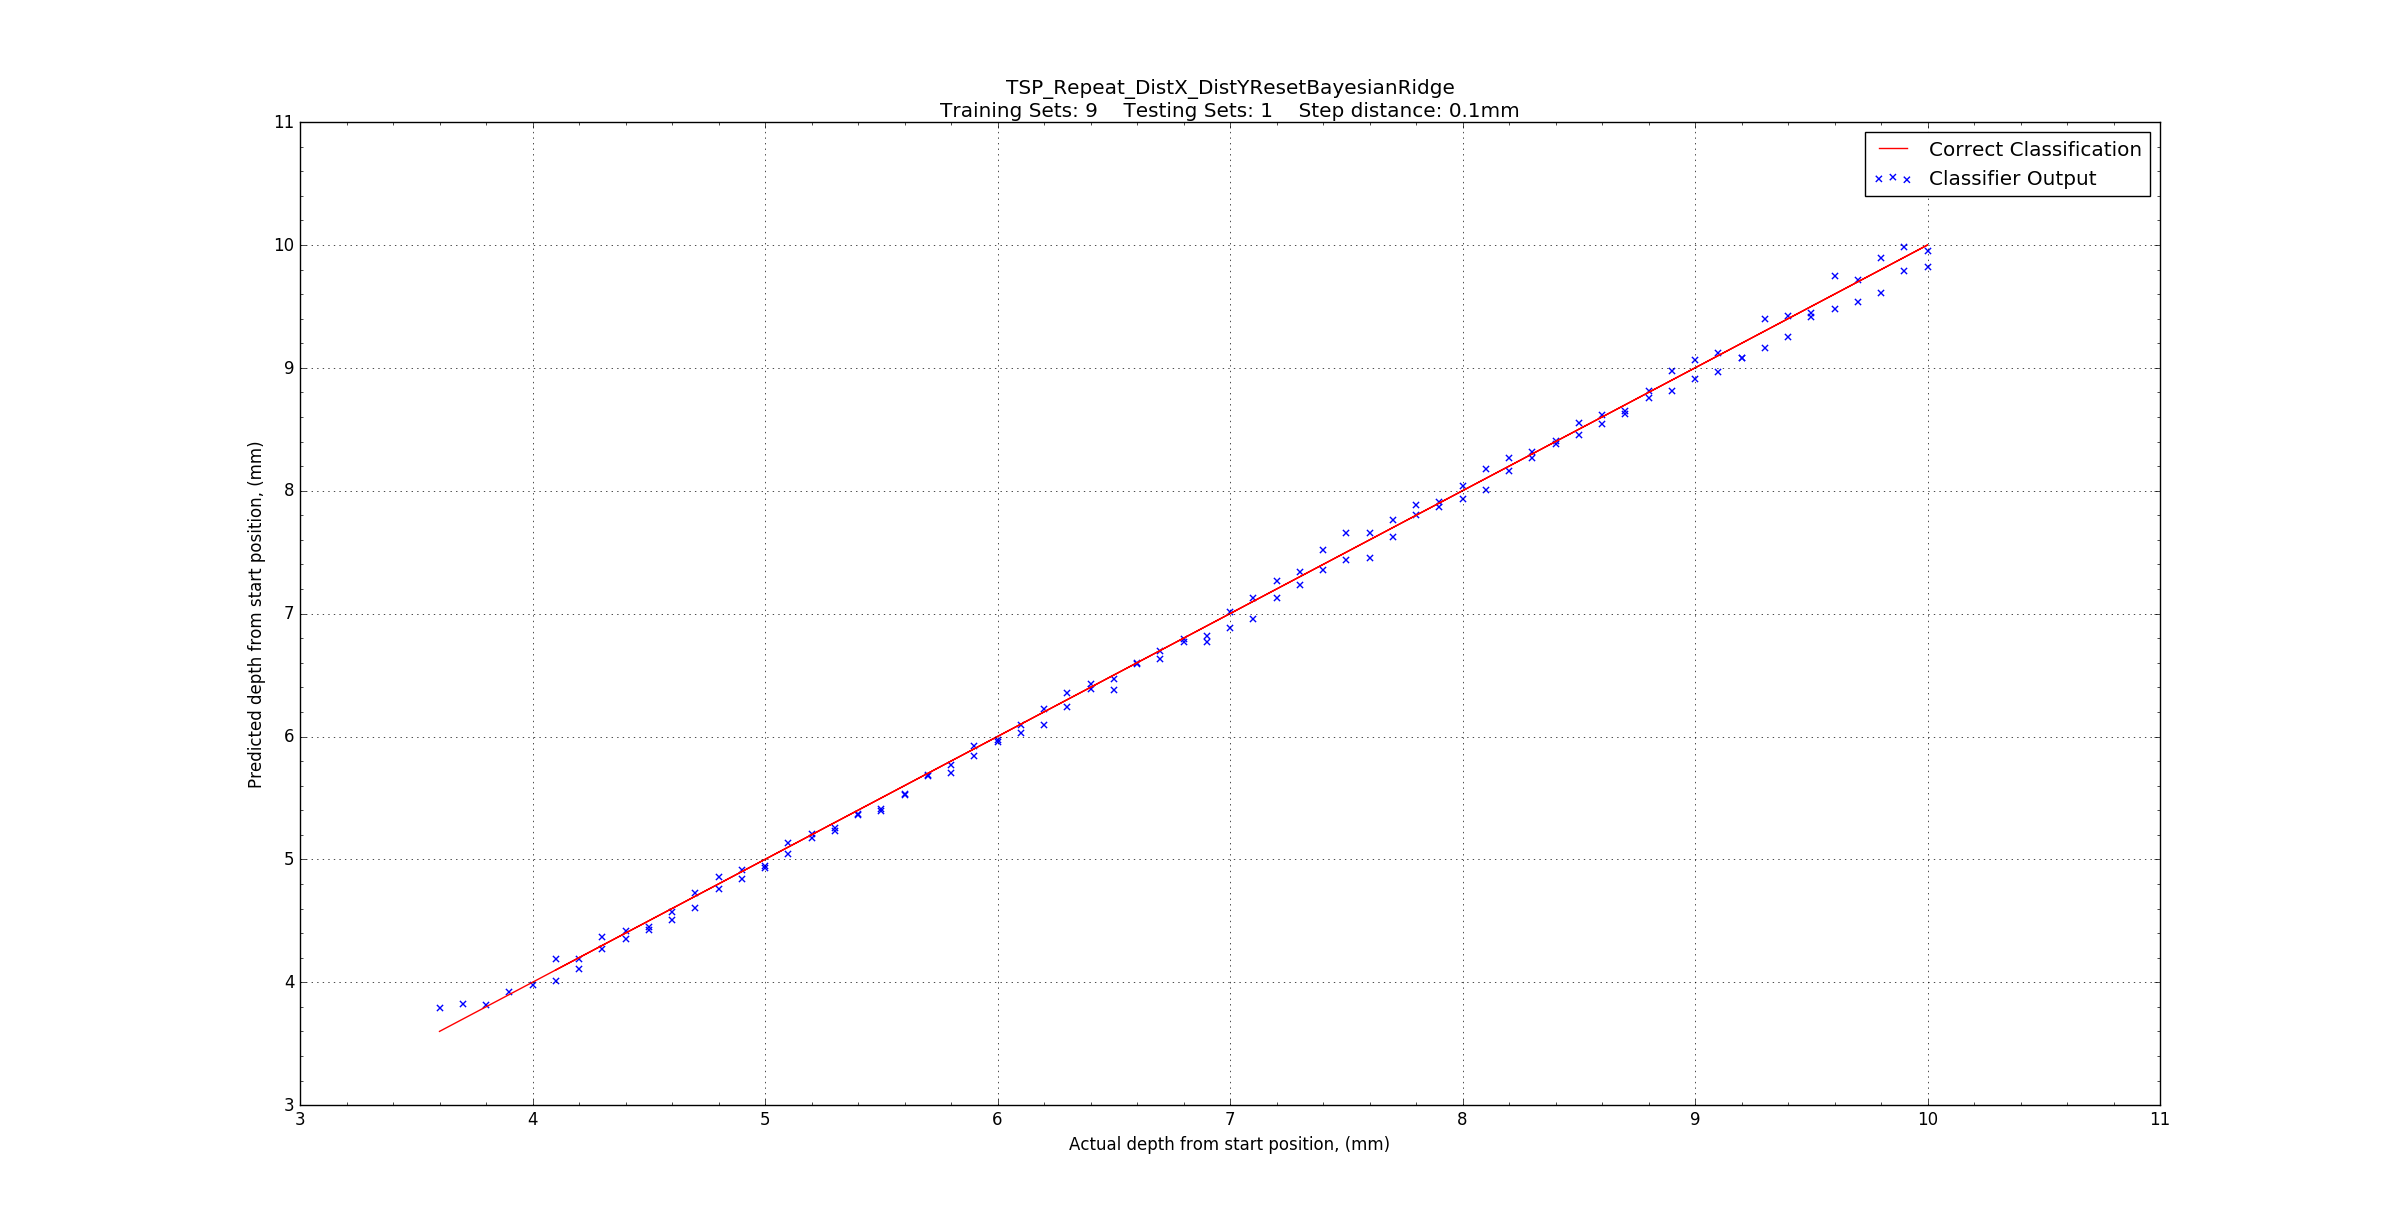 TSP_Repeat_DistX_DistYResetBayesianRidge
Training Sets: 9    Testing Sets: 1    Step distance: 0.1mm
Correct Classification
Classifier Output
11
10
9
8
7
6
5
4
3
Predicted depth from start position, (mm)
3 4 5 6 7 8 9 10 11
Actual depth from start position, (mm)